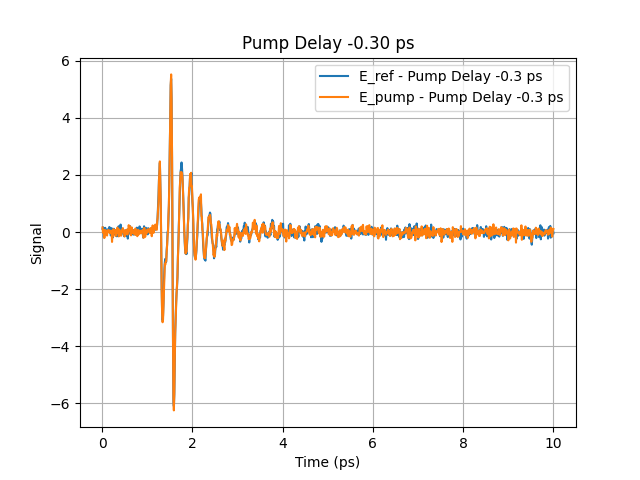 Pump Delay -0.30 ps
E_ref - Pump Delay -0.3 ps
E_pump - Pump Delay -0.3 ps
6
4
2
0
−2
−4
−6
Signal
0 2 4 6 8 10
Time (ps)